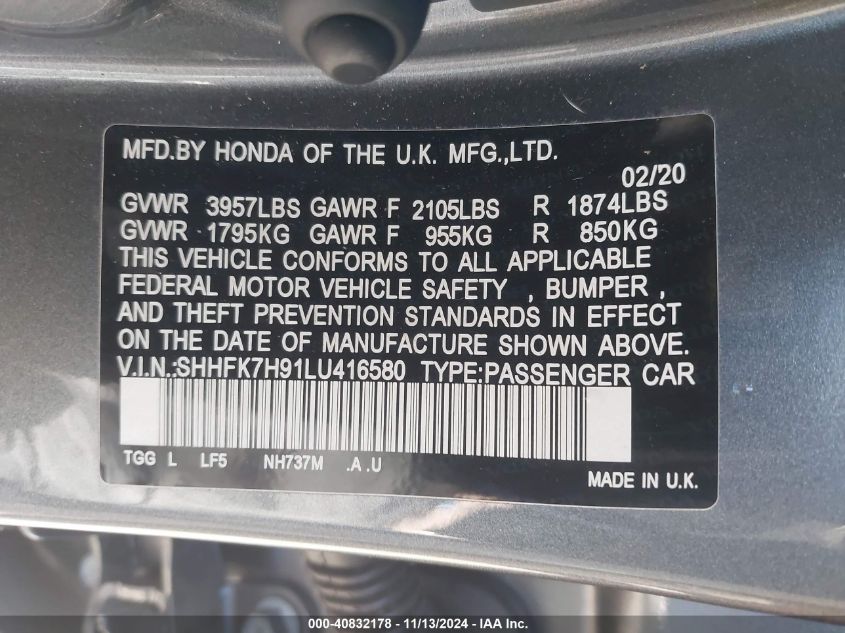 MFD.BY HONDA OF THE U.K. MFG.,LTD.
02/20
GVWR 3957LBS GAWR F 2105LBS R 1874LBS
GVWR 1795KG GAWR F 955KG R 850KG
THIS VEHICLE CONFORMS TO ALL APPLICABLE
FEDERAL MOTOR VEHICLE SAFETY , BUMPER ,
AND THEFT PREVENTION STANDARDS IN EFFECT
ON THE DATE OF MANUFACTURE SHOWN ABOVE.
V.I.N.:SHHFK7H91LU416580 TYPE:PASSENGER CAR
TGG L LF5 NH737M .A .U
MADE IN U.K.
000-40832178 | 11/13/2024 - IAA Inc.